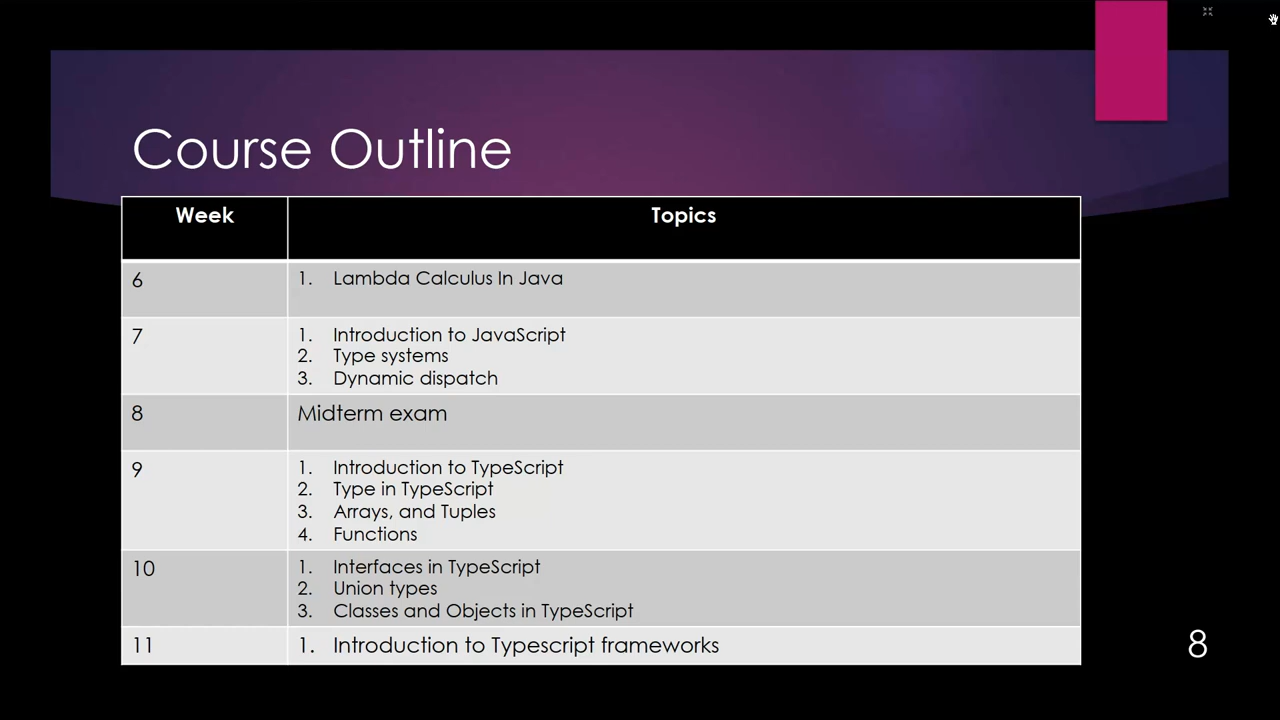 Course Outline
Week Topics
6 1. Lambda Calculus In Java
7 1. Introduction to JavaScript
2. Type systems
3. Dynamic dispatch
8 Midterm exam
9 1. Introduction to TypeScript
2. Type in TypeScript
3. Arrays, and Tuples
4. Functions
10 1. Interfaces in TypeScript
2. Union types
3. Classes and Objects in TypeScript
11 1. Introduction to Typescript frameworks
8